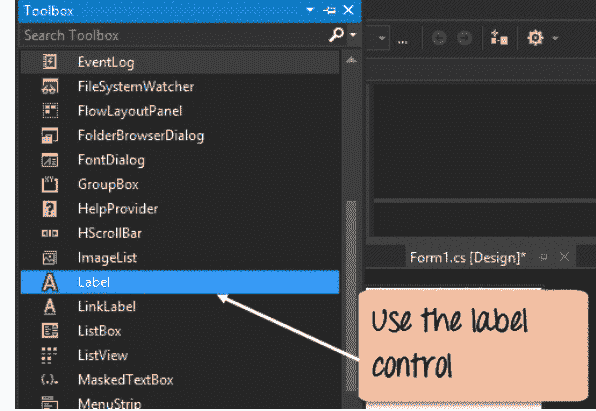 Toolbox
Search Toolbox
EventLog
FileSystemWatcher
FlowLayoutPanel
FolderBrowserDialog
FontDialog
GroupBox
HelpProvider
HScrollBar
ImageList
Label
LinkLabel
ListBox
ListView
MaskedTextBox
MenuStrip
Form1.cs [Design]*
Use the label
control